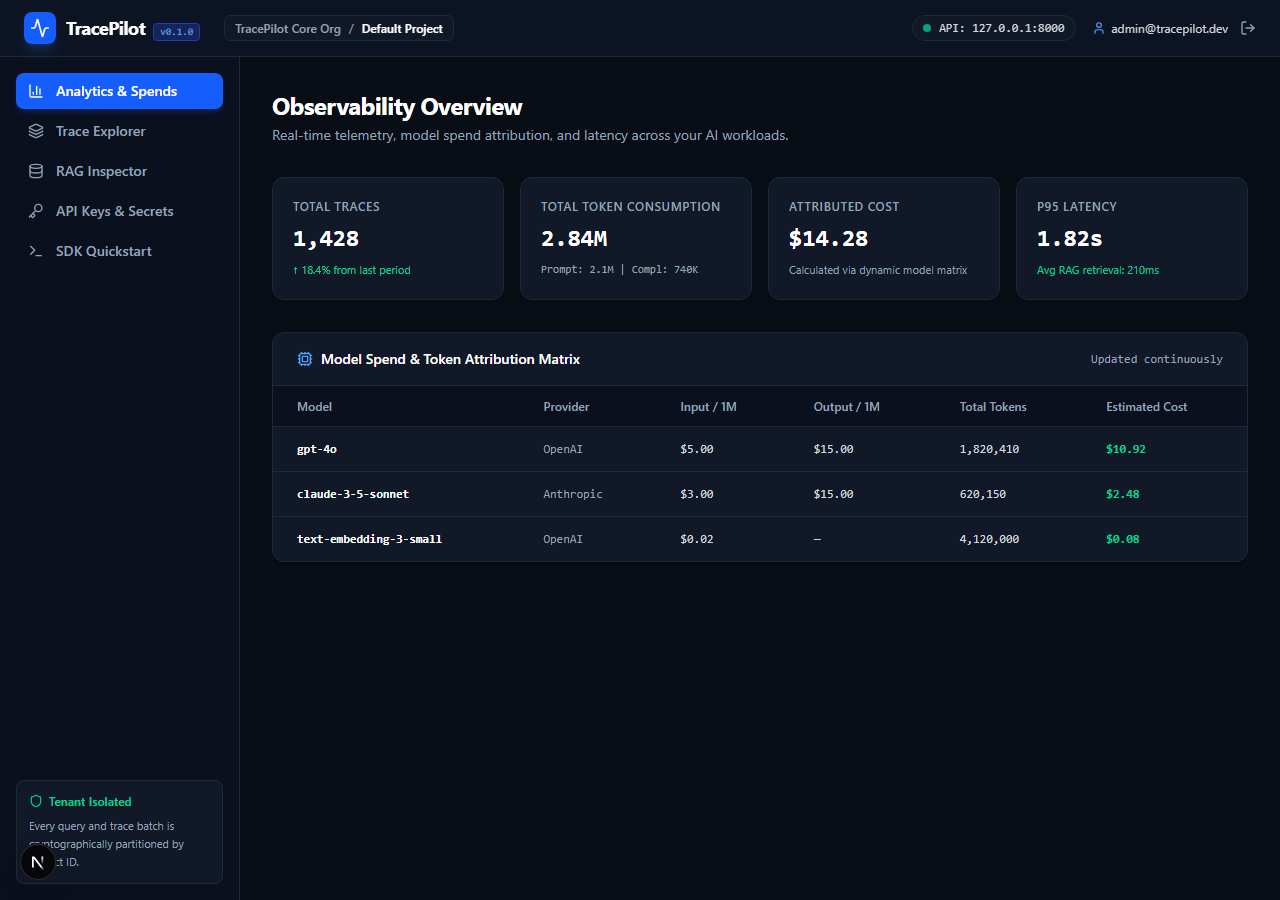 TracePilot v0.1.0 TracePilot Core Org / Default Project API: 127.0.0.1:8000 admin@tracepilot.dev
Analytics & Spends
Trace Explorer
RAG Inspector
API Keys & Secrets
SDK Quickstart
Observability Overview
Real-time telemetry, model spend attribution, and latency across your AI workloads.
TOTAL TRACES
1,428
↑ 18.4% from last period
TOTAL TOKEN CONSUMPTION
2.84M
Prompt: 2.1M | Compl: 740K
ATTRIBUTED COST
$14.28
Calculated via dynamic model matrix
P95 LATENCY
1.82s
Avg RAG retrieval: 210ms
Model Spend & Token Attribution Matrix Updated continuously
Model Provider Input / 1M Output / 1M Total Tokens Estimated Cost
gpt-4o OpenAI $5.00 $15.00 1,820,410 $10.92
claude-3-5-sonnet Anthropic $3.00 $15.00 620,150 $2.48
text-embedding-3-small OpenAI $0.02 — 4,120,000 $0.08
Tenant Isolated
Every query and trace batch is
cryptographically partitioned by
ID.
N